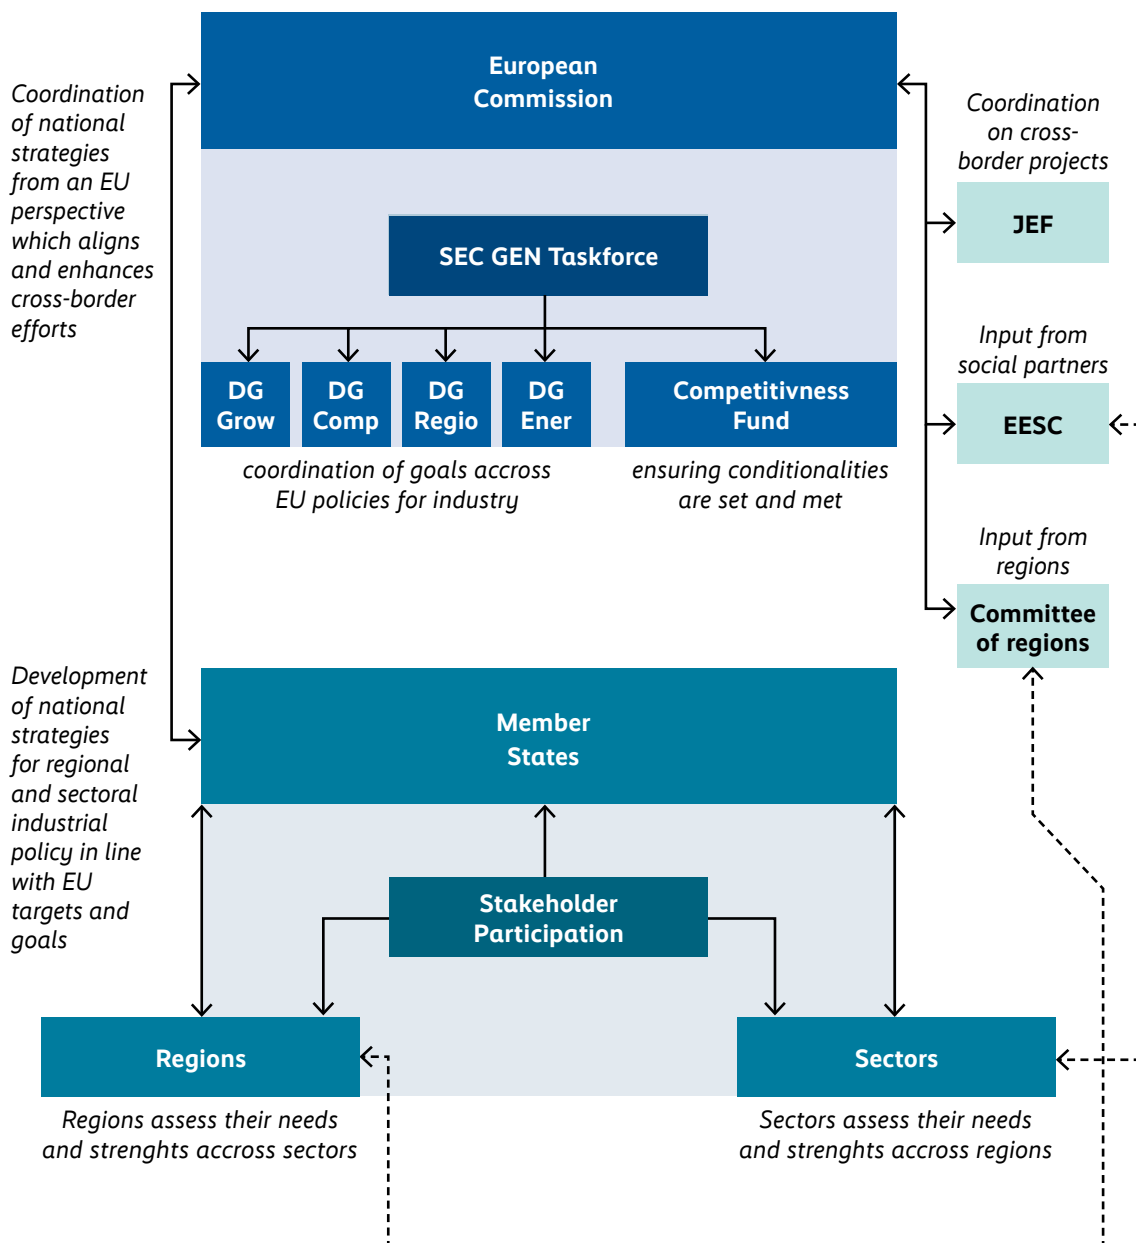 European
Commission
Coordination
of national
strategies
from an EU
perspective
which aligns
and enhances
cross-border
efforts
Coordination
on cross-
border projects
JEF
SEC GEN Taskforce
DG
Grow
DG
Comp
DG
Regio
DG
Ener
Competitivness
Fund
coordination of goals accross
EU policies for industry
ensuring conditionalities
are set and met
Input from
social partners
EESC
Input from
regions
Committee
of regions
Development
of national
strategies
for regional
and sectoral
industrial
policy in line
with EU
targets and
goals
Member
States
Stakeholder
Participation
Regions
Sectors
Regions assess their needs
and strenghts accross sectors
Sectors assess their needs
and strenghts accross regions